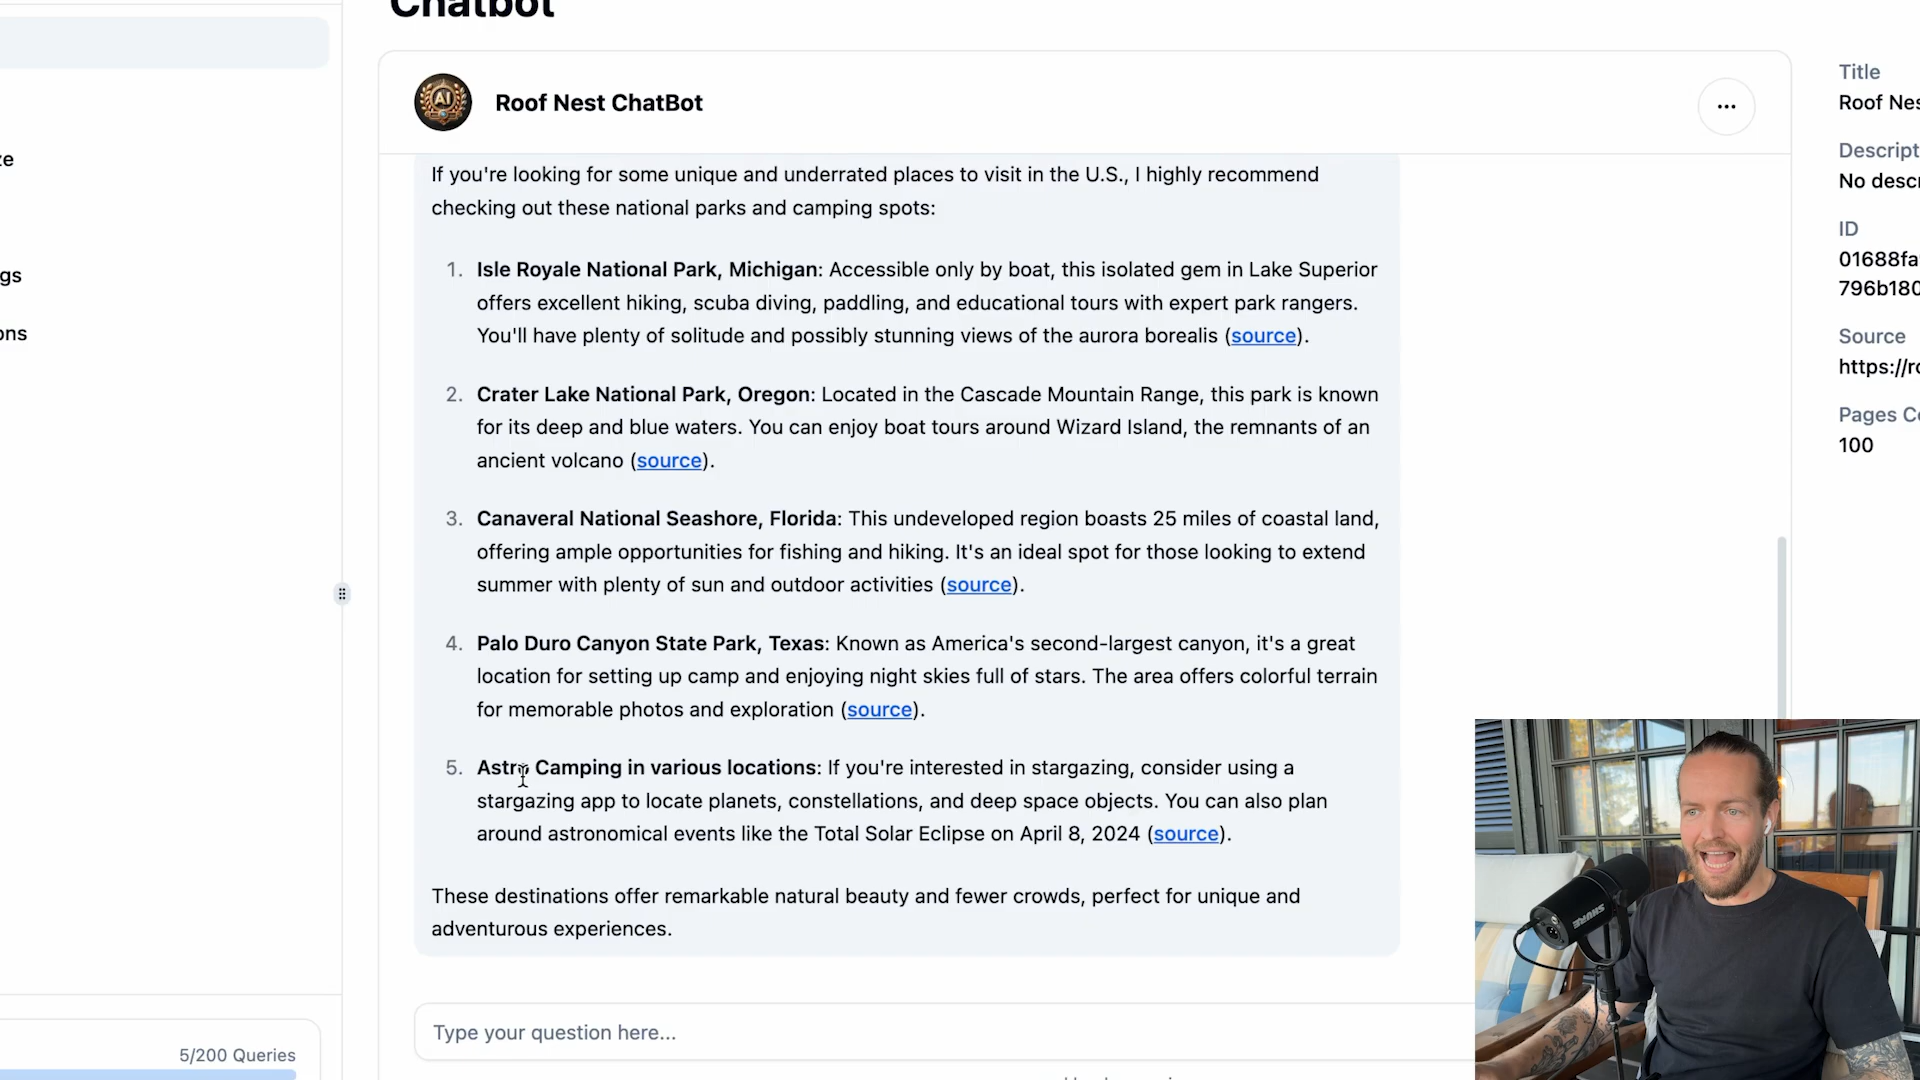 Chatbot
ze
gs
ons
5/200 Queries
AI
Roof Nest ChatBot
If you're looking for some unique and underrated places to visit in the U.S., I highly recommend
checking out these national parks and camping spots:
1. Isle Royale National Park, Michigan: Accessible only by boat, this isolated gem in Lake Superior
offers excellent hiking, scuba diving, paddling, and educational tours with expert park rangers.
You'll have plenty of solitude and possibly stunning views of the aurora borealis (source).
2. Crater Lake National Park, Oregon: Located in the Cascade Mountain Range, this park is known
for its deep and blue waters. You can enjoy boat tours around Wizard Island, the remnants of an
ancient volcano (source).
3. Canaveral National Seashore, Florida: This undeveloped region boasts 25 miles of coastal land,
offering ample opportunities for fishing and hiking. It's an ideal spot for those looking to extend
summer with plenty of sun and outdoor activities (source).
4. Palo Duro Canyon State Park, Texas: Known as America's second-largest canyon, it's a great
location for setting up camp and enjoying night skies full of stars. The area offers colorful terrain
for memorable photos and exploration (source).
5. Astro Camping in various locations: If you're interested in stargazing, consider using a
stargazing app to locate planets, constellations, and deep space objects. You can also plan
around astronomical events like the Total Solar Eclipse on April 8, 2024 (source).
These destinations offer remarkable natural beauty and fewer crowds, perfect for unique and
adventurous experiences.
Type your question here...
Title
Roof Nes
Descript
No descr
ID
01688fa
796b180
Source
https://ro
Pages Co
100
SHURE